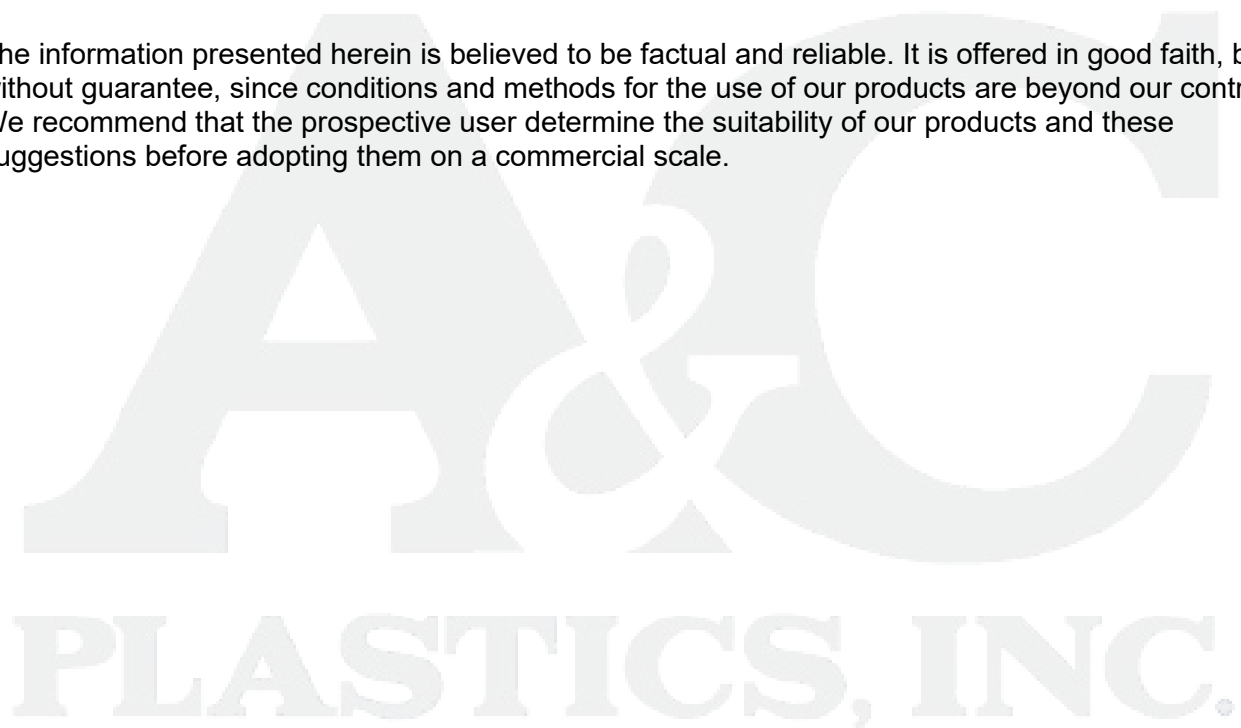 he information presented herein is believed to be factual and reliable. It is offered in good faith, b
ithout guarantee, since conditions and methods for the use of our products are beyond our contr
We recommend that the prospective user determine the suitability of our products and these
uggestions before adopting them on a commercial scale.
A&C
PLASTICS, INC.